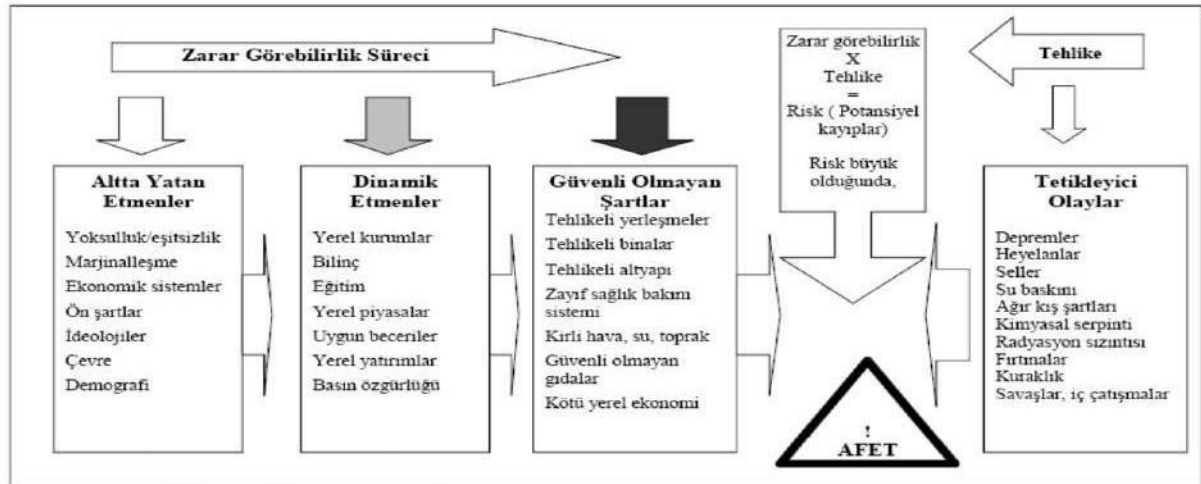 Zarar Görebilirlik Süreci
Zarar görebilirlik
X
Tehlike
=
Risk ( Potansiyel
kayıplar)
Risk büyük
olduğunda,
Tehlike
Altta Yatan
Etmenler
Yoksulluk/eşitsizlik
Marjinalleşme
Ekonomik sistemler
Ön şartlar
İdeolojiler
Çevre
Demografi
Dinamik
Etmenler
Yerel kurumlar
Bilinç
Eğitim
Yerel piyasalar
Uygun beceriler
Yerel yatırımlar
Basın özgürlüğü
Güvenli Olmayan
Şartlar
Tehlikeli yerleşmeler
Tehlikeli binalar
Tehlikeli altyapı
Zayıf sağlık bakım
sistemi
Kirli hava, su, toprak
Güvenli olmayan
gıdalar
Kötü yerel ekonomi
!
AFET
Tetikleyici
Olaylar
Depremler
Heyelanlar
Seller
Su baskını
Ağır kış şartları
Kimyasal serpinti
Radyasyon sızıntısı
Fırtınalar
Kuraklık
Savaşlar, iç çatışmalar